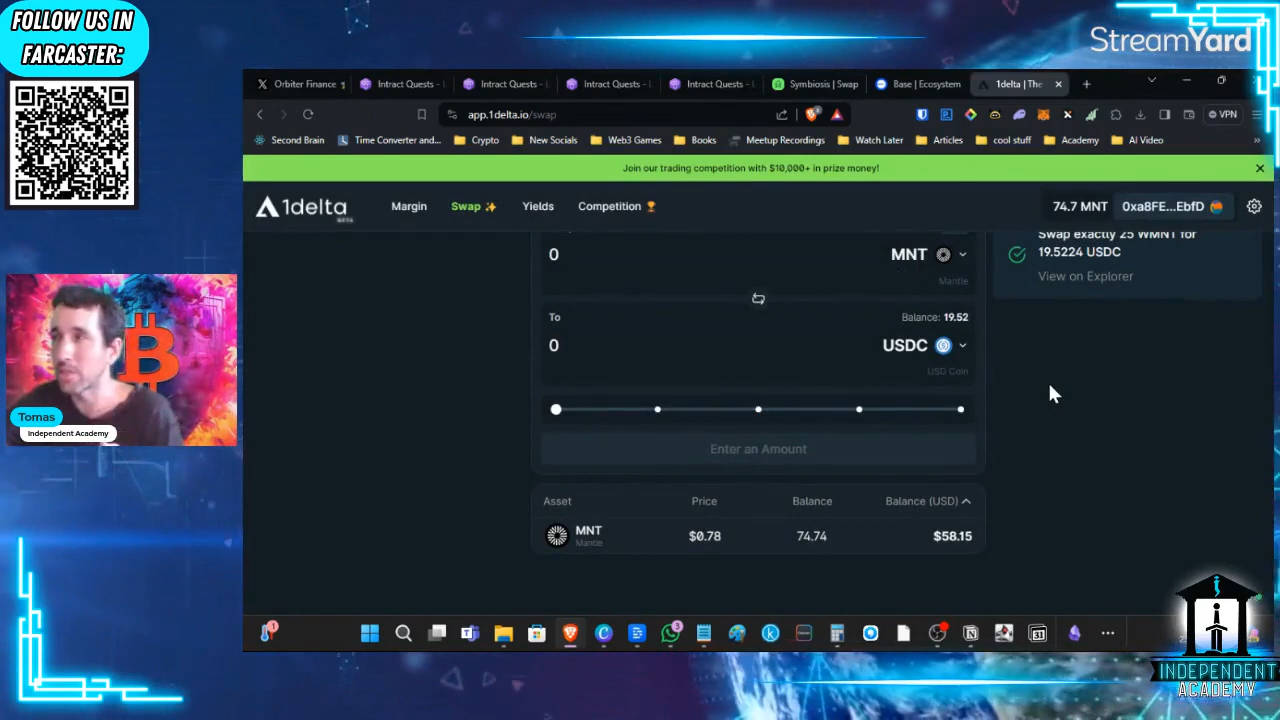 FOLLOW US IN
FARCASTER:
StreamYard
Orbiter Finance
Intract Quests -
Intract Quests -
Intract Quests -
Intract Quests -
Symbiosis | Swap
Base | Ecosystem
1delta | The
app.1delta.io/swap
VPN
Second Brain
Time Converter and...
Crypto
New Socials
Web3 Games
Books
Meetup Recordings
Watch Later
Articles
cool stuff
Academy
AI Video
Join our trading competition with $10,000+ in prize money!
1delta
BETA
Margin
Swap
Yields
Competition
74.7 MNT
0xa8FE...EbfD
0
MNT
Mantle
Swap exactly 25 WMNT for
19.5224 USDC
View on Explorer
To
Balance: 19.52
0
USDC
USD Coin
Enter an Amount
Asset
Price
Balance
Balance (USD)
MNT
Mantle
$0.78
74.74
$58.15
Tomas
Independent Academy
1
3
31
INDEPENDENT
ACADEMY